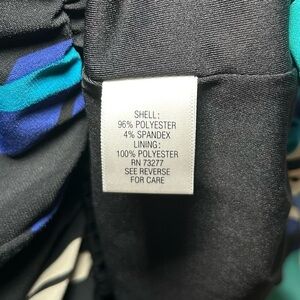 SHELL:
96% POLYESTER
4% SPANDEX
LINING:
100% POLYESTER
RN 73277
SEE REVERSE
FOR CARE